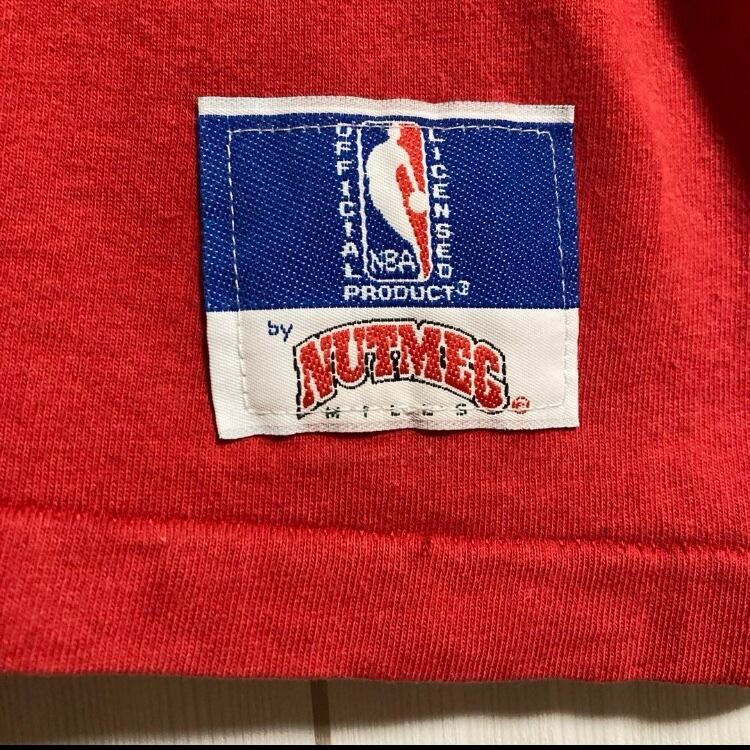 OFFICIAL
LICENSED
NBA
PRODUCT
by
NUTMEG
MILLS